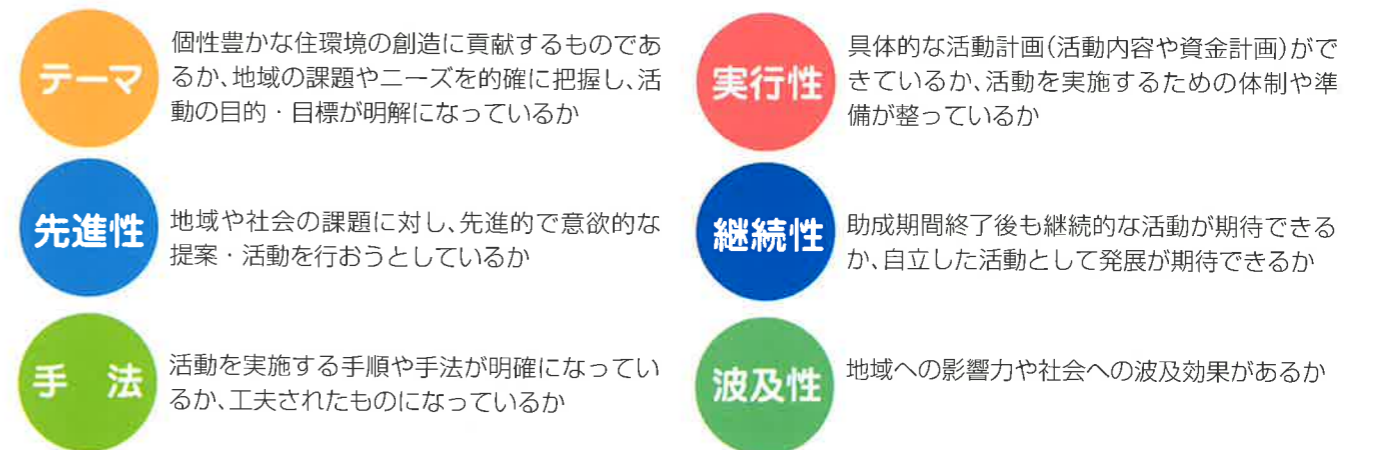 テーマ
個性豊かな住環境の創造に貢献するものであ
るか、地域の課題やニーズを的確に把握し、活
動の目的・目標が明解になっているか
先進性
地域や社会の課題に対し、先進的で意欲的な
提案・活動を行おうとしているか
手　法
活動を実施する手順や手法が明確になってい
るか、工夫されたものになっているか
実行性
具体的な活動計画(活動内容や資金計画)がで
きているか、活動を実施するための体制や準
備が整っているか
継続性
助成期間終了後も継続的な活動が期待できる
か、自立した活動として発展が期待できるか
波及性
地域への影響力や社会への波及効果があるか